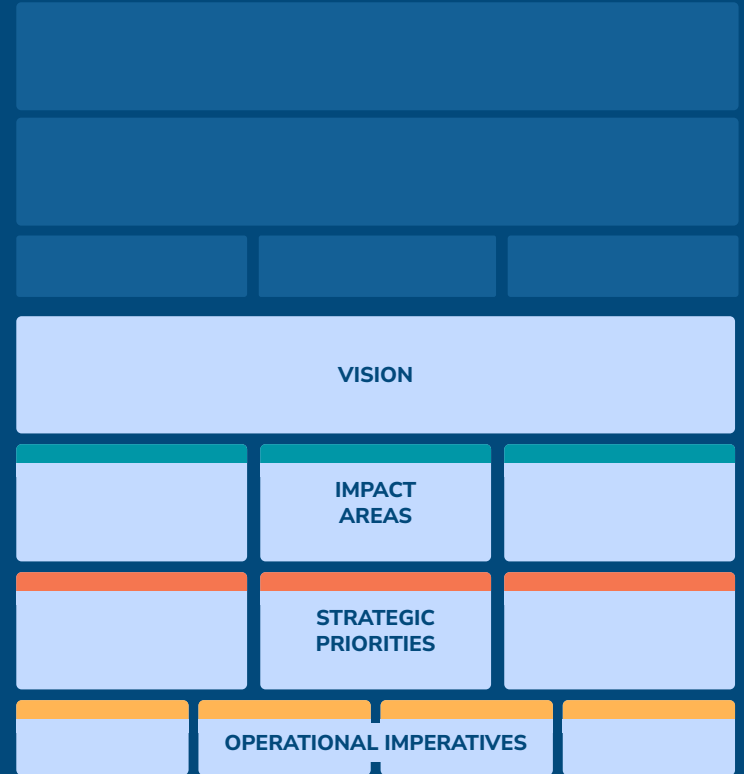 VISION
IMPACT
AREAS
STRATEGIC
PRIORITIES
OPERATIONAL IMPERATIVES